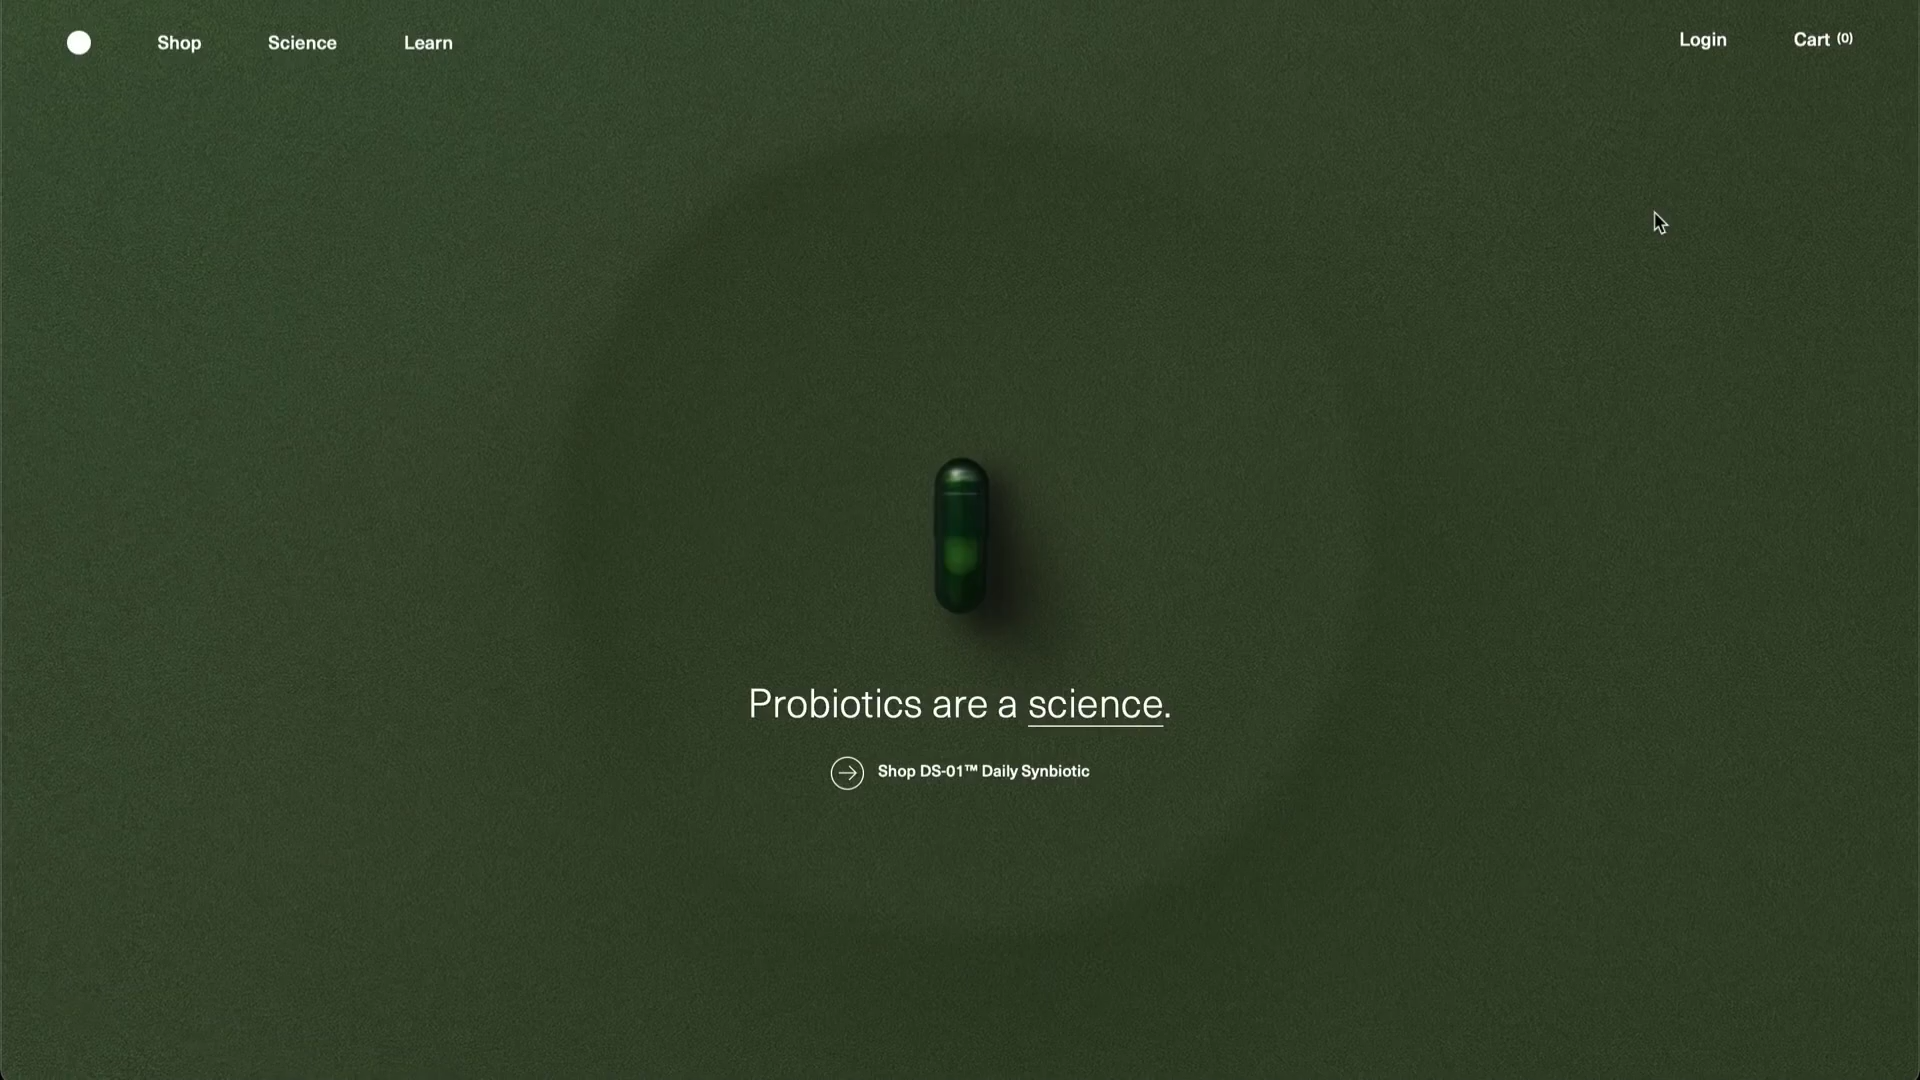 Shop
Science
Learn
Login
Cart (0)
Probiotics are a science.
Shop DS-01™ Daily Synbiotic